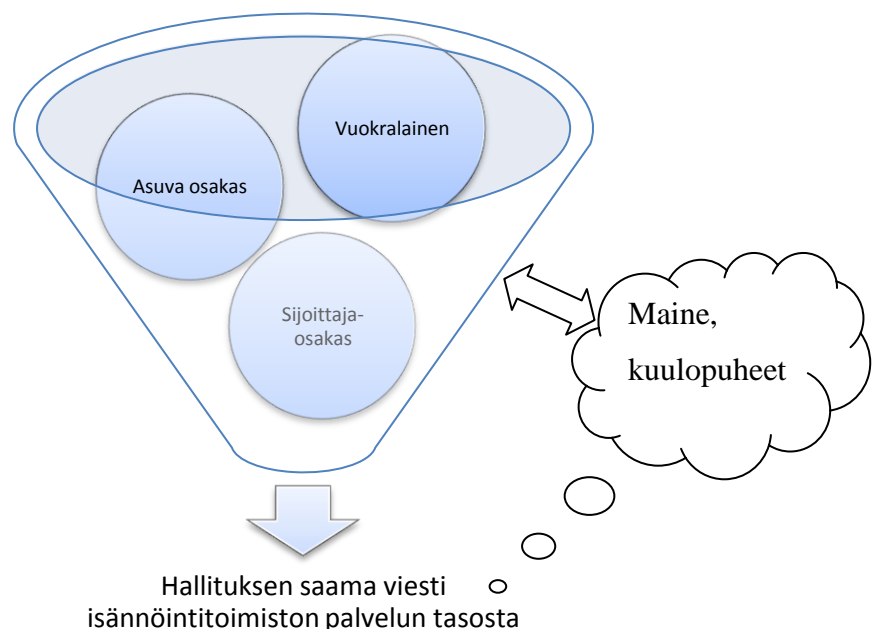 Vuokralainen
Asuva osakas
Sijoittaja-
osakas
Maine,
kuulopuheet
Hallituksen saama viesti
isännöintitoimiston palvelun tasosta